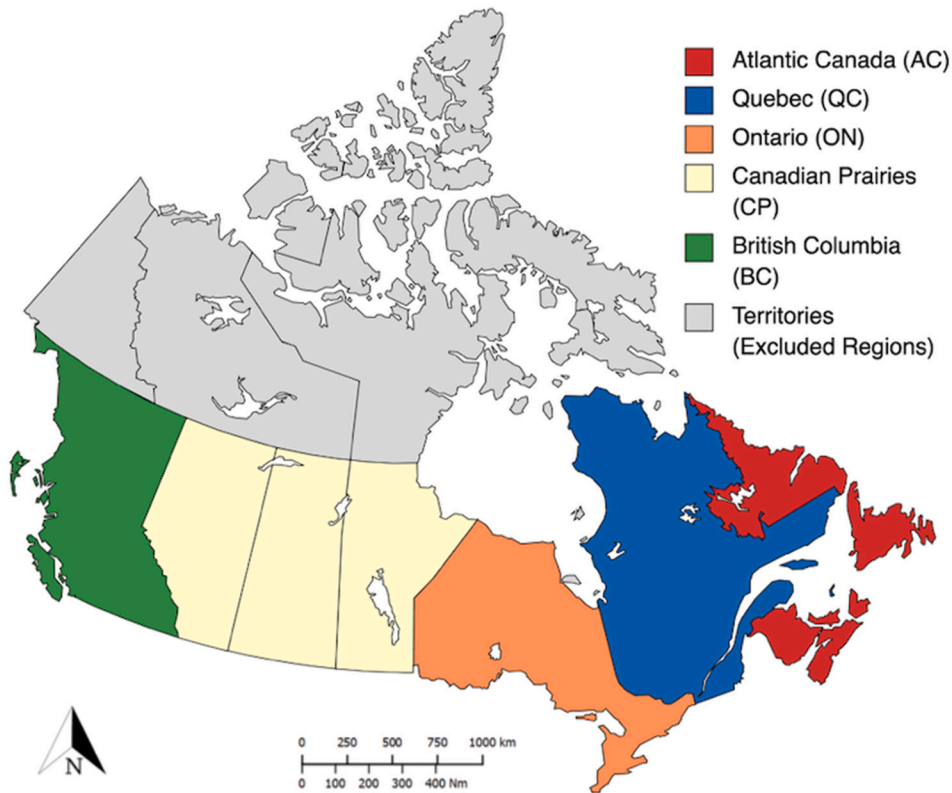 Atlantic Canada (AC)
Quebec (QC)
Ontario (ON)
Canadian Prairies
(CP)
British Columbia
(BC)
Territories
(Excluded Regions)
N
0 250 500 750 1000 km
0 100 200 300 400 Nm